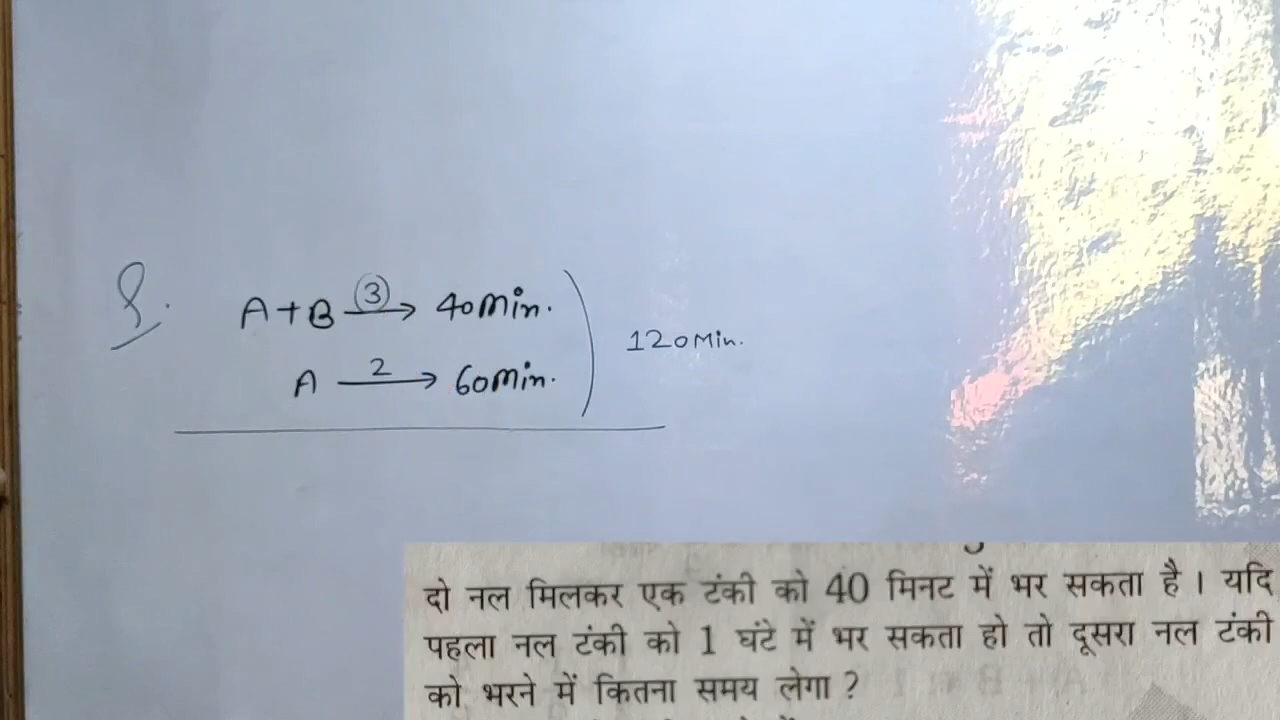 Q.
A+B 3→ 40min.
A 2→ 60min.
120Min.
दो नल मिलकर एक टंकी को 40 मिनट में भर सकता है । यदि
पहला नल टंकी को 1 घंटे में भर सकता हो तो दूसरा नल टंकी
को भरने में कितना समय लेगा ?